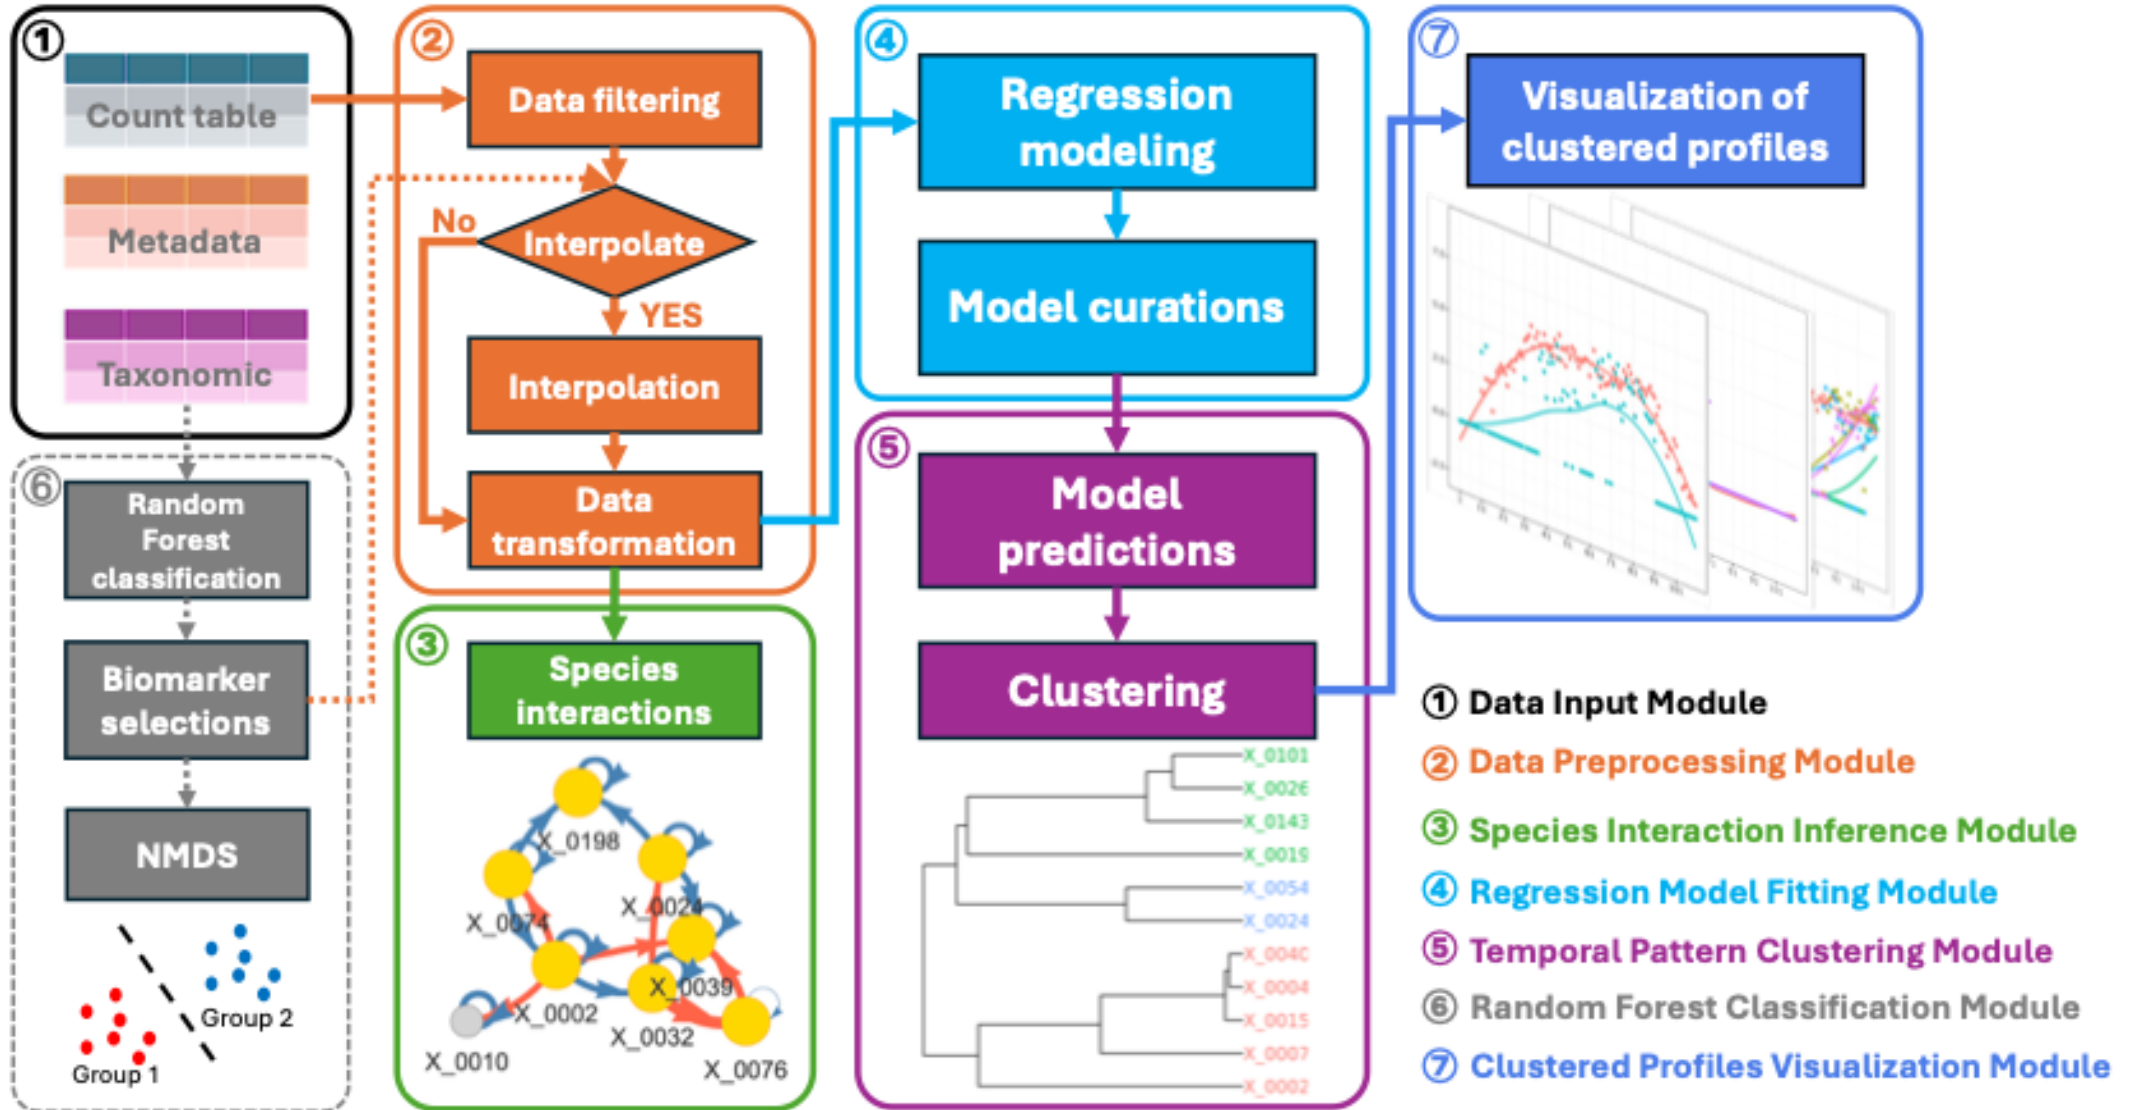 ①
Count table
Metadata
Taxonomic
⑥
Random
Forest
classification
Biomarker
selections
NMDS
Group 2
Group 1
②
Data filtering
No
Interpolate
YES
Interpolation
Data
transformation
③
Species
interactions
X_0198
X_0024
X_0074
X_0039
X_0002
X_0032
X_0010
X_0076
④
Regression
modeling
Model curations
⑤
Model
predictions
Clustering
X_0101
X_0026
X_0143
X_0019
X_0054
X_0024
X_0040
X_0004
X_0015
X_0007
X_0002
⑦
Visualization of
clustered profiles
① Data Input Module
② Data Preprocessing Module
③ Species Interaction Inference Module
④ Regression Model Fitting Module
⑤ Temporal Pattern Clustering Module
⑥ Random Forest Classification Module
⑦ Clustered Profiles Visualization Module